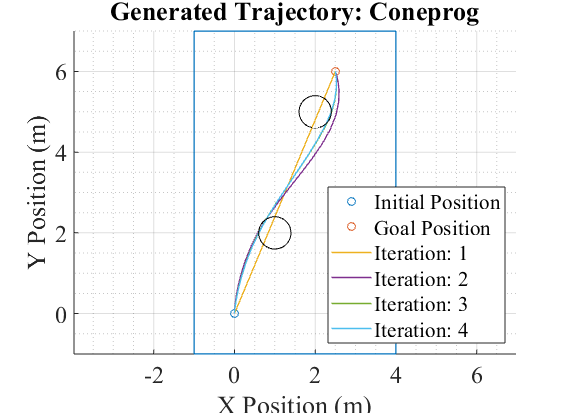 Generated Trajectory: Coneprog
6
4
2
0
Y Position (m)
Initial Position
Goal Position
Iteration: 1
Iteration: 2
Iteration: 3
Iteration: 4
-2 0 2 4 6
X Position (m)